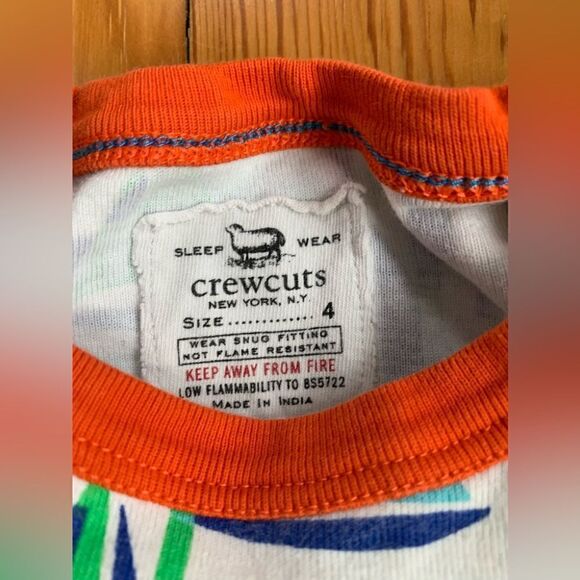 SLEEP WEAR
crewcuts
NEW YORK, N.Y.
SIZE ............. 4
WEAR SNUG FITTING
NOT FLAME RESISTANT
KEEP AWAY FROM FIRE
LOW FLAMMABILITY TO BS5722
MADE IN INDIA